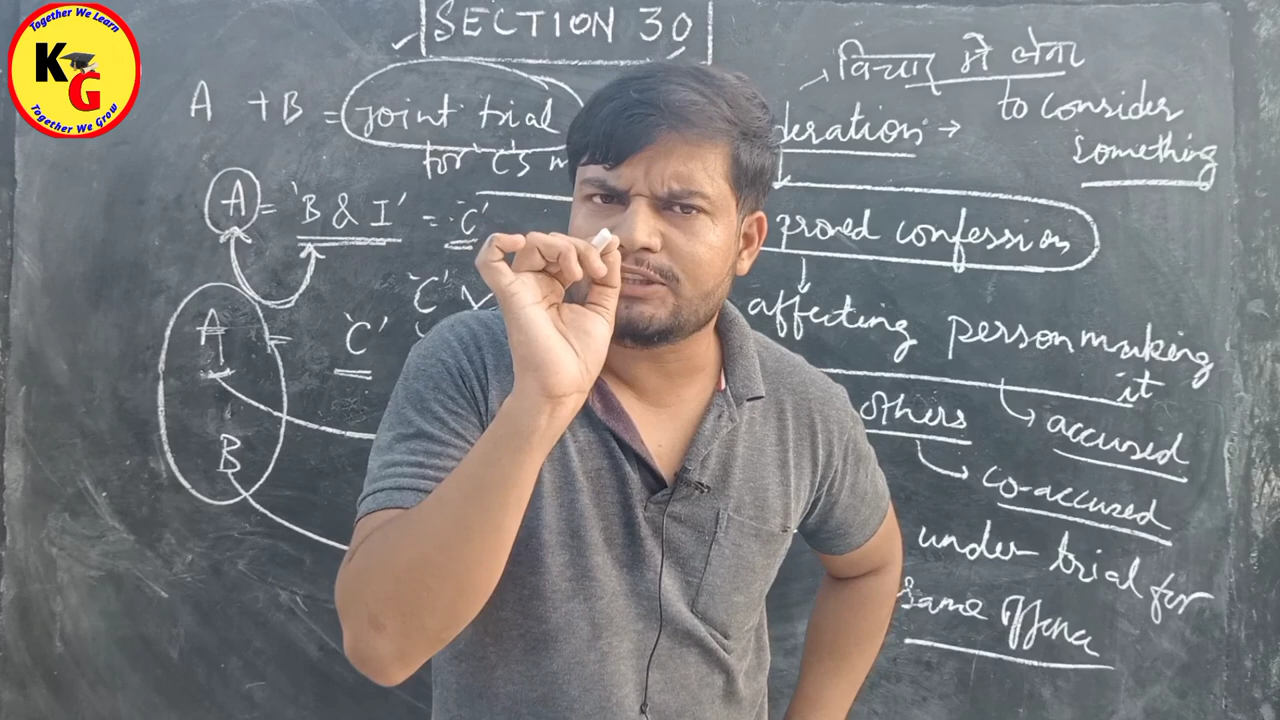 Together We Learn
KG
Together We Grow
SECTION 30
A + B = joint trial
for 'C's m
विचार में लेना
deration → to consider
something
A = 'B & I' = 'C'
proved confession
'C'
A = 'C'
B
affecting person making
it
others
accused
co-accused
under trial for
same offence